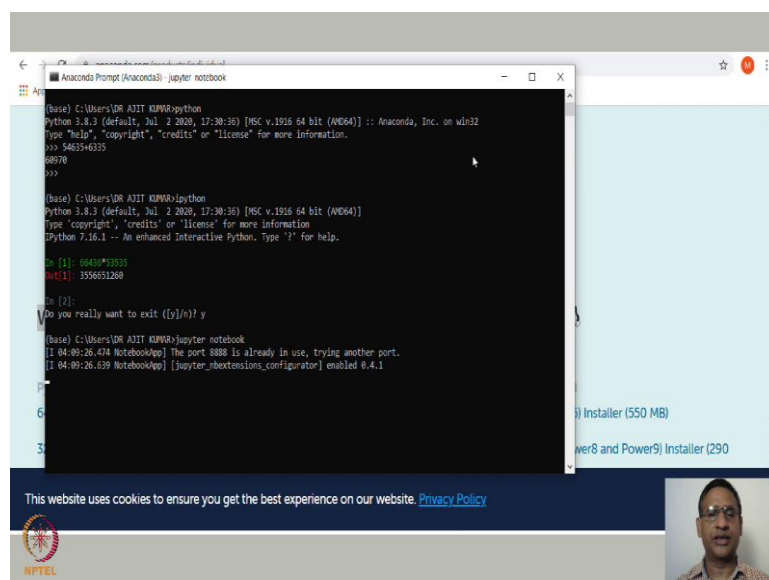 Anaconda Prompt (Anaconda3) - jupyter notebook
(base) C:\Users\DR AJIT KUMAR>python
Python 3.8.3 (default, Jul 2 2020, 17:30:36) [MSC v.1916 64 bit (AMD64)] :: Anaconda, Inc. on win32
Type "help", "copyright", "credits" or "license" for more information.
>>> 54635+6335
60970
>>>
(base) C:\Users\DR AJIT KUMAR>ipython
Python 3.8.3 (default, Jul 2 2020, 17:30:36) [MSC v.1916 64 bit (AMD64)]
Type 'copyright', 'credits' or 'license' for more information
IPython 7.16.1 -- An enhanced Interactive Python. Type '?' for help.
In [1]: 66436*53535
Out[1]: 3556651260
In [2]:
Do you really want to exit ([y]/n)? y
(base) C:\Users\DR AJIT KUMAR>jupyter notebook
[I 04:09:26.474 NotebookApp] The port 8888 is already in use, trying another port.
[I 04:09:26.639 NotebookApp] [jupyter_nbextensions_configurator] enabled 0.4.1
Installer (550 MB)
and Power9) Installer (290
This website uses cookies to ensure you get the best experience on our website. Privacy Policy
M
NPTEL